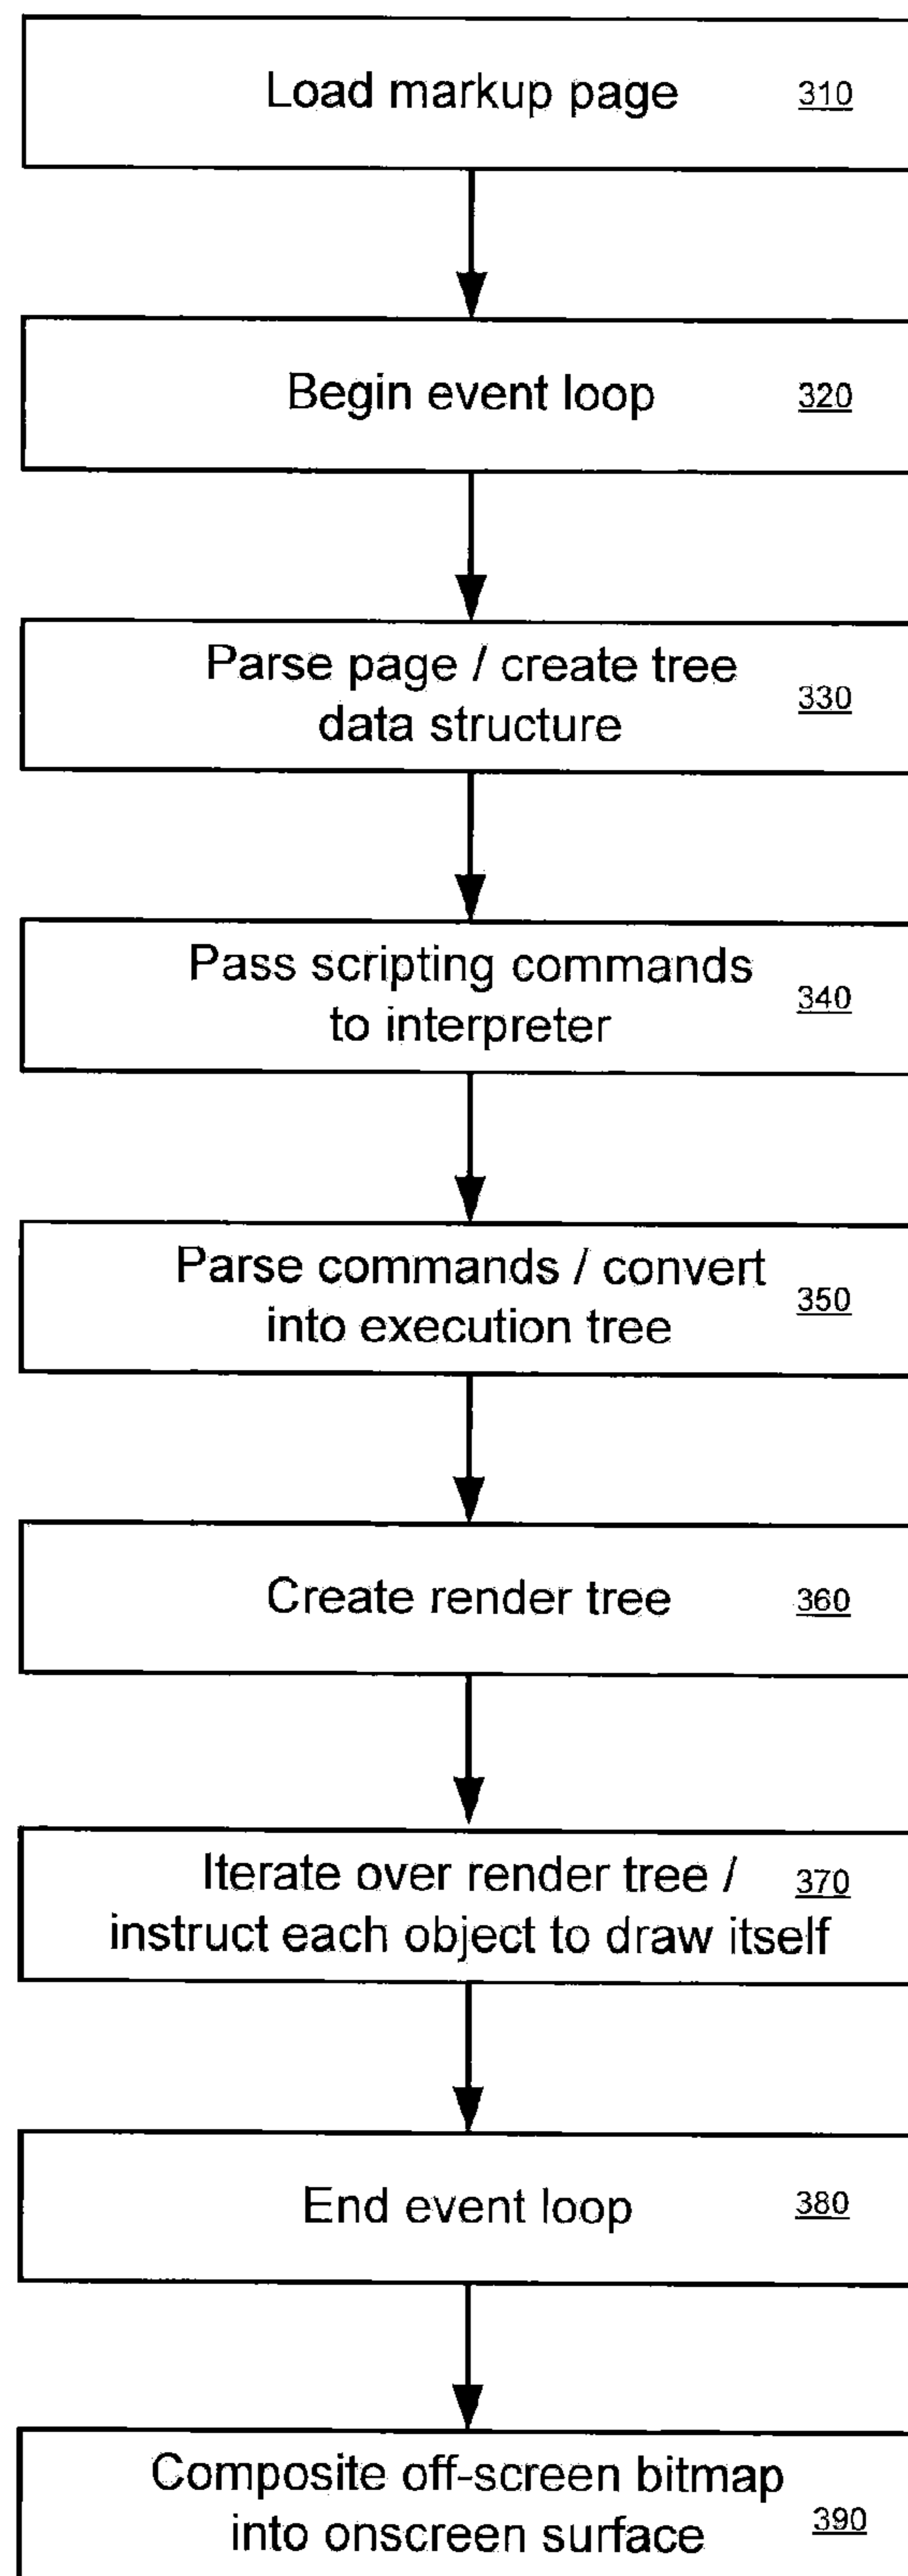 Load markup page 310
Begin event loop 320
Parse page / create tree
data structure 330
Pass scripting commands
to interpreter 340
Parse commands / convert
into execution tree 350
Create render tree 360
Iterate over render tree / 370
instruct each object to draw itself
End event loop 380
Composite off-screen bitmap
into onscreen surface 390